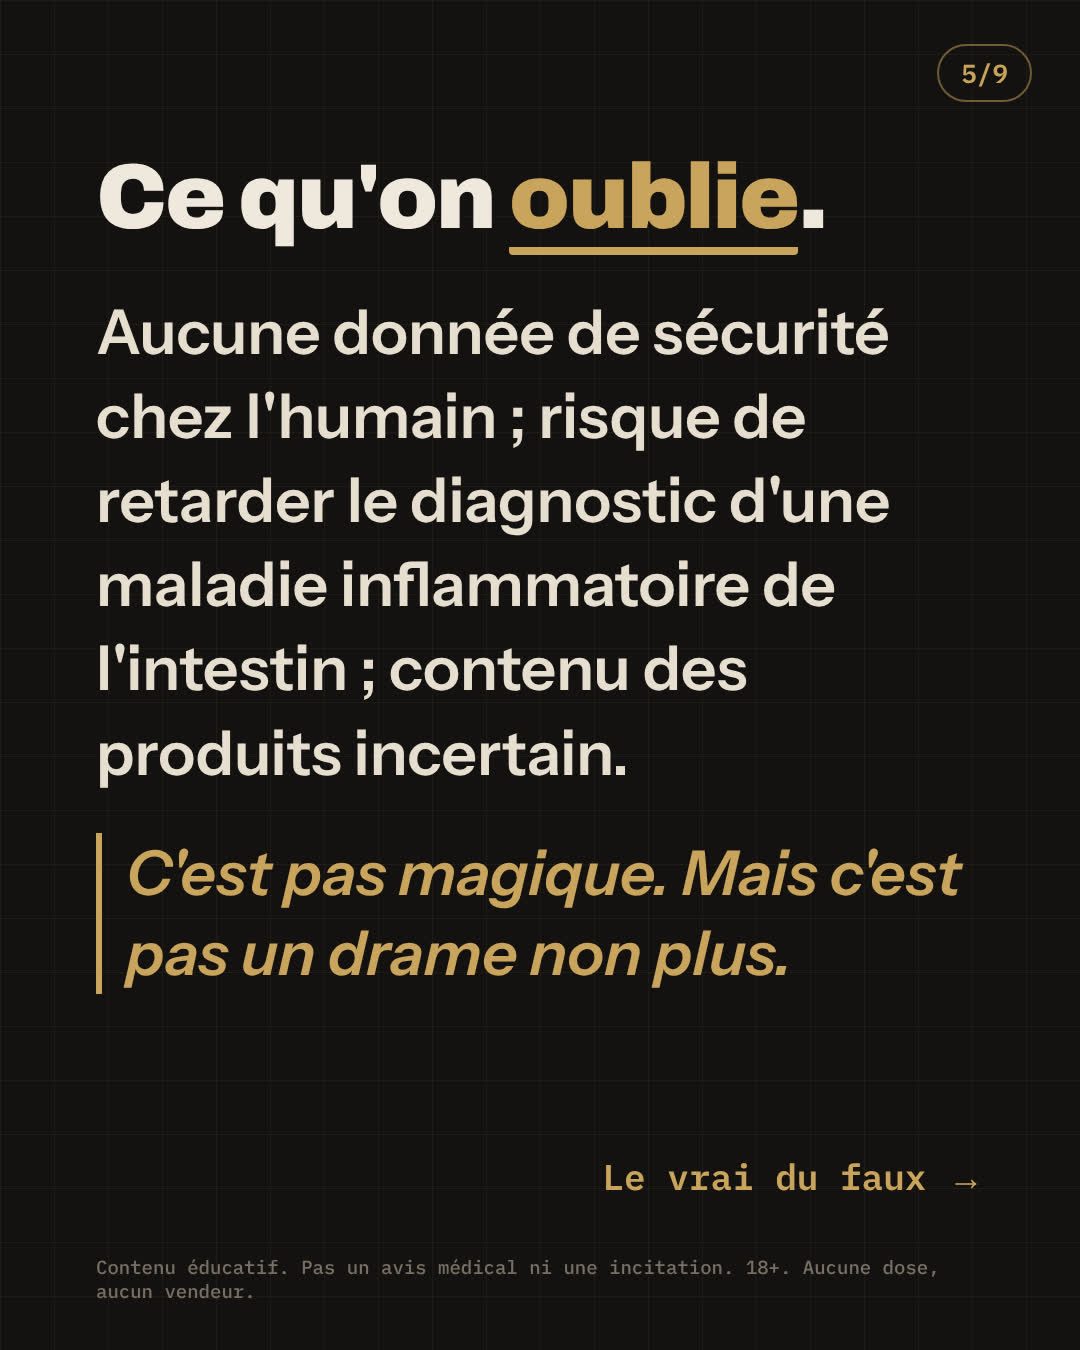 5/9
Ce qu'on oublie.
Aucune donnée de sécurité
chez l'humain ; risque de
retarder le diagnostic d'une
maladie inflammatoire de
l'intestin ; contenu des
produits incertain.
C'est pas magique. Mais c'est
pas un drame non plus.
Le vrai du faux →
Contenu éducatif. Pas un avis médical ni une incitation. 18+. Aucune dose,
aucun vendeur.